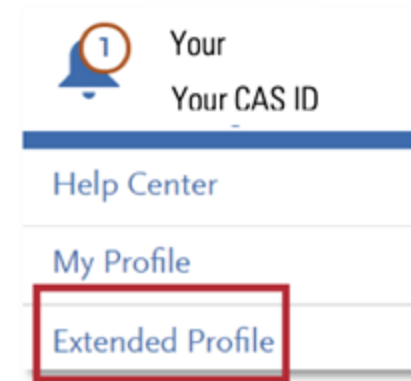 1
Your
Your CAS ID
Help Center
My Profile
Extended Profile